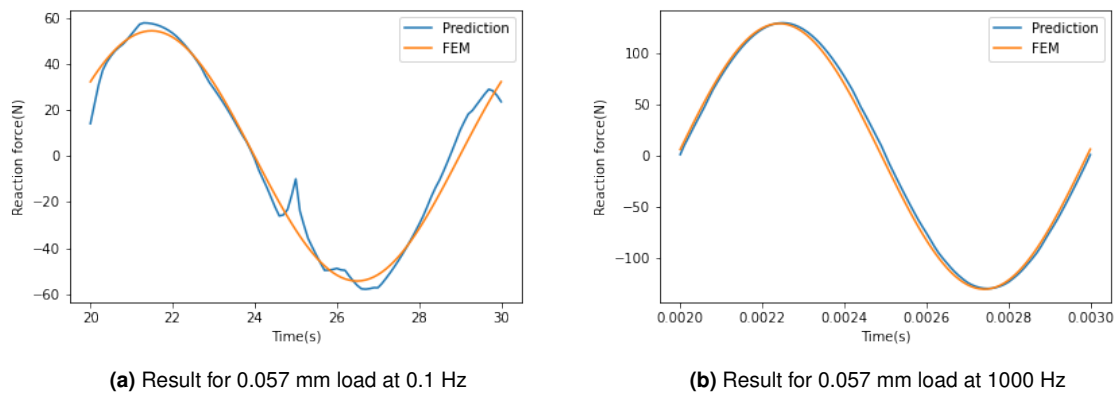 60
40
20
0
−20
−40
−60
Reaction force(N)
20
22
24
26
28
30
Time(s)
Prediction
FEM
(a) Result for 0.057 mm load at 0.1 Hz
100
50
0
−50
−100
Reaction force(N)
0.0020
0.0022
0.0024
0.0026
0.0028
0.0030
Time(s)
Prediction
FEM
(b) Result for 0.057 mm load at 1000 Hz